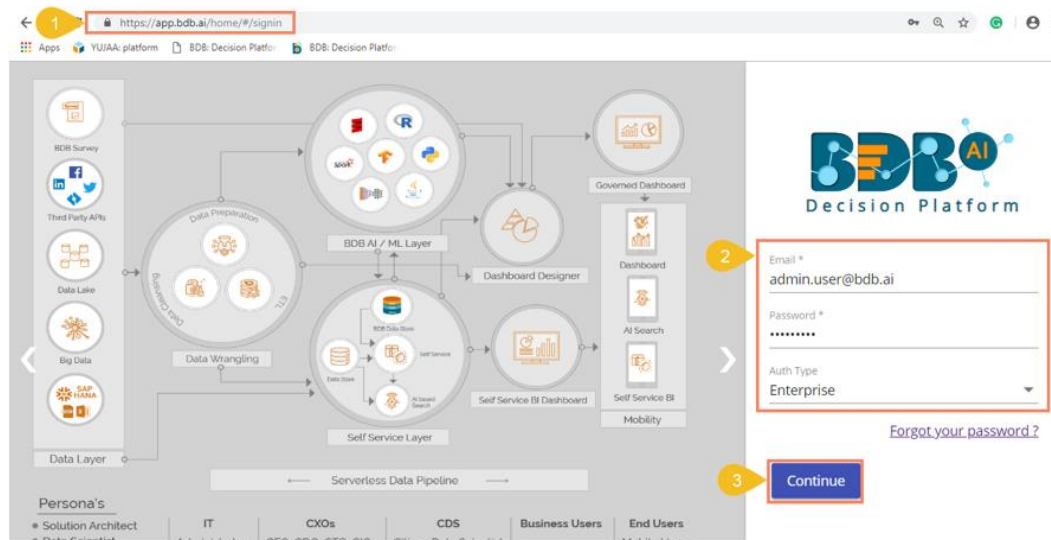 1
https://app.bdb.ai/home/#/signin
Apps YUJAA: platform BDB: Decision Platfor BDB: Decision Platfor
BDB Survey
Third Party APIs
Data Lake
Big Data
SAP HANA
Data Layer
Data Preparation
Data Cleansing
ETL
Data Wrangling
R
BDB AI / ML Layer
BDB Data Store
Data Store
Self Service
AI based
Search
Self Service Layer
Dashboard Designer
Self Service BI Dashboard
Governed Dashboard
Dashboard
AI Search
Self Service BI
Mobility
Serverless Data Pipeline
Persona's
Solution Architect
IT CXOs CDS Business Users End Users
BDB AI
Decision Platform
2
Email *
admin.user@bdb.ai
Password *
•••••••••
Auth Type
Enterprise
Forgot your password ?
3
Continue